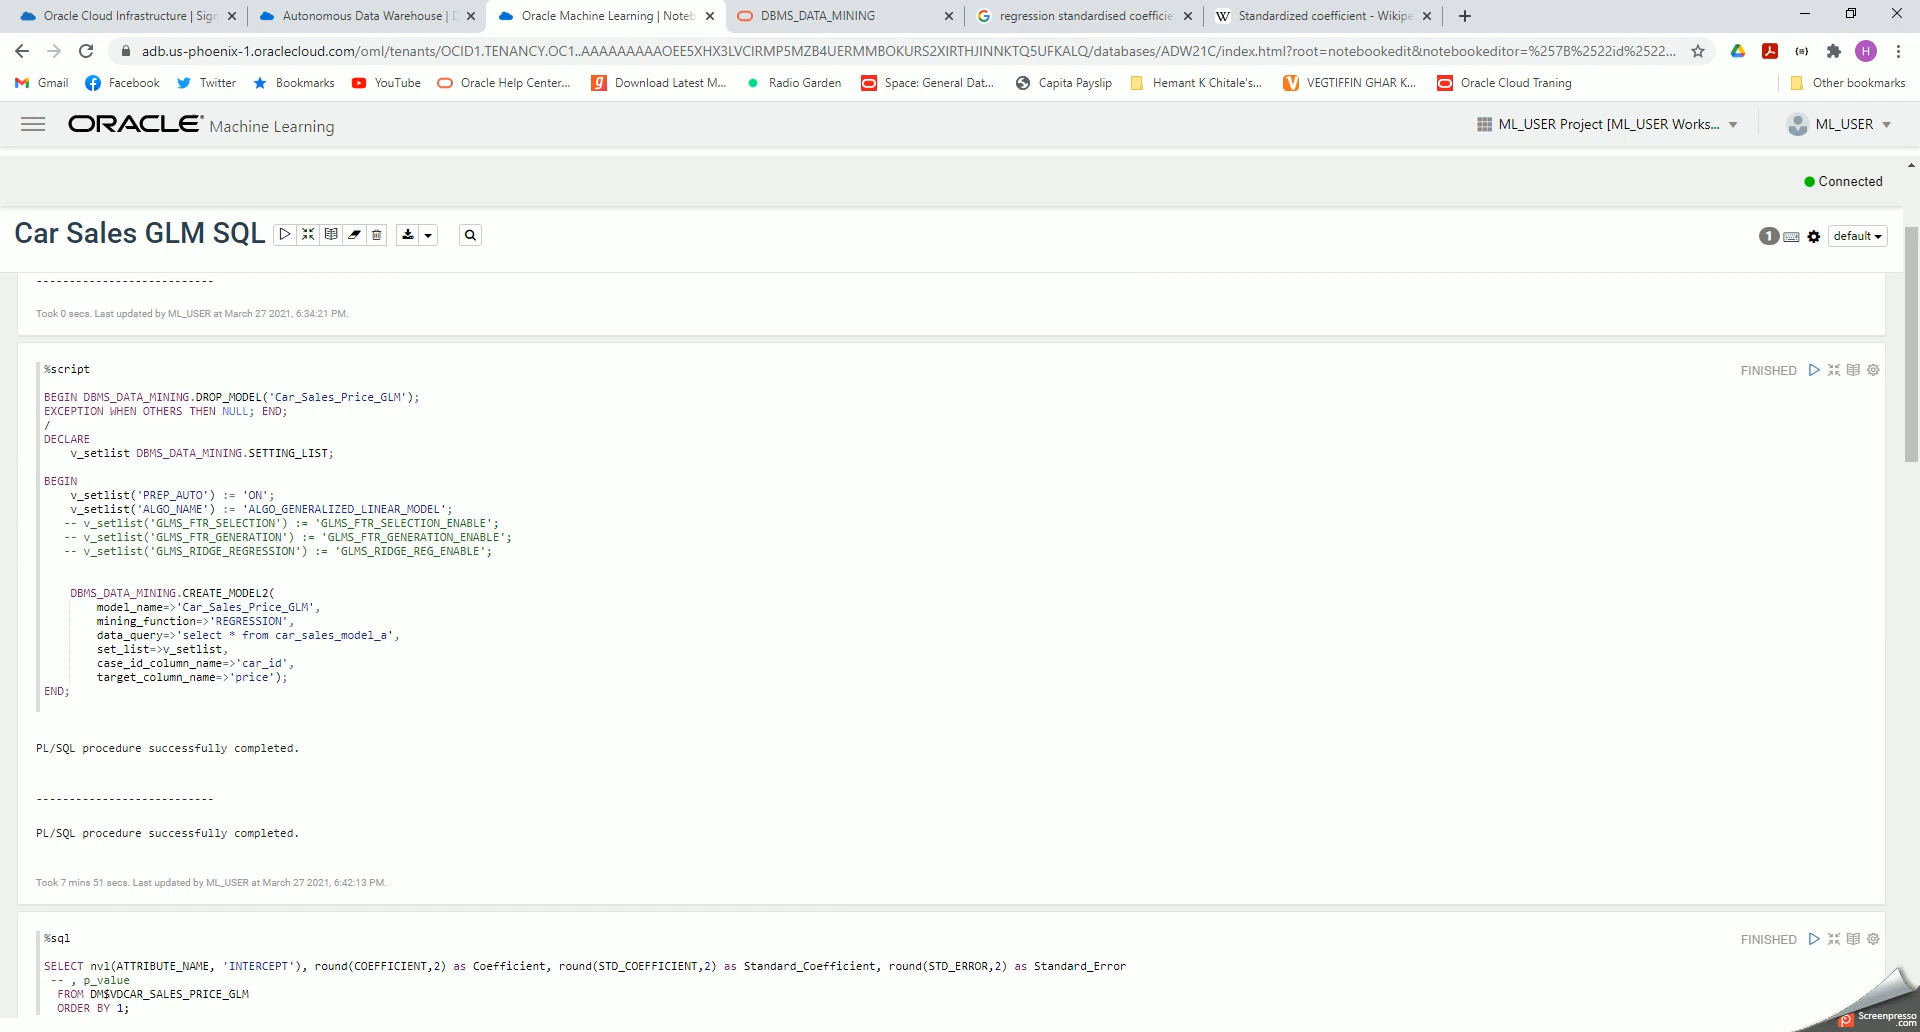 Oracle Cloud Infrastructure | Sign
Autonomous Data Warehouse | D
Oracle Machine Learning | Noteb
DBMS_DATA_MINING
regression standardised coefficie
Standardized coefficient - Wikipe
adb.us-phoenix-1.oraclecloud.com/oml/tenants/OCID1.TENANCY.OC1..AAAAAAAAAOEE5XHX3LVCIRMP5MZB4UERMMBOKURS2XIRTHJINNKTQ5UFKALQ/databases/ADW21C/index.html?root=notebookedit&notebookeditor=%257B%2522id%2522...
H
Gmail Facebook Twitter Bookmarks YouTube Oracle Help Center... Download Latest M... Radio Garden Space: General Dat... Capita Payslip Hemant K Chitale's... VEGTIFFIN GHAR K... Oracle Cloud Traning Other bookmarks
ORACLE Machine Learning
ML_USER Project [ML_USER Works...
ML_USER
Connected
Car Sales GLM SQL
1
default
---------------------------
Took 0 secs. Last updated by ML_USER at March 27 2021, 6:34:21 PM.
%script
FINISHED
BEGIN DBMS_DATA_MINING.DROP_MODEL('Car_Sales_Price_GLM');
EXCEPTION WHEN OTHERS THEN NULL; END;
/
DECLARE
v_setlist DBMS_DATA_MINING.SETTING_LIST;
BEGIN
v_setlist('PREP_AUTO') := 'ON';
v_setlist('ALGO_NAME') := 'ALGO_GENERALIZED_LINEAR_MODEL';
-- v_setlist('GLMS_FTR_SELECTION') := 'GLMS_FTR_SELECTION_ENABLE';
-- v_setlist('GLMS_FTR_GENERATION') := 'GLMS_FTR_GENERATION_ENABLE';
-- v_setlist('GLMS_RIDGE_REGRESSION') := 'GLMS_RIDGE_REG_ENABLE';
DBMS_DATA_MINING.CREATE_MODEL2(
model_name=>'Car_Sales_Price_GLM',
mining_function=>'REGRESSION',
data_query=>'select * from car_sales_model_a',
set_list=>v_setlist,
case_id_column_name=>'car_id',
target_column_name=>'price');
END;
PL/SQL procedure successfully completed.
---------------------------
PL/SQL procedure successfully completed.
Took 7 mins 51 secs. Last updated by ML_USER at March 27 2021, 6:42:13 PM.
%sql
FINISHED
SELECT nvl(ATTRIBUTE_NAME, 'INTERCEPT'), round(COEFFICIENT,2) as Coefficient, round(STD_COEFFICIENT,2) as Standard_Coefficient, round(STD_ERROR,2) as Standard_Error
-- , p_value
FROM DM$VDCAR_SALES_PRICE_GLM
ORDER BY 1;
Screenpresso
.com